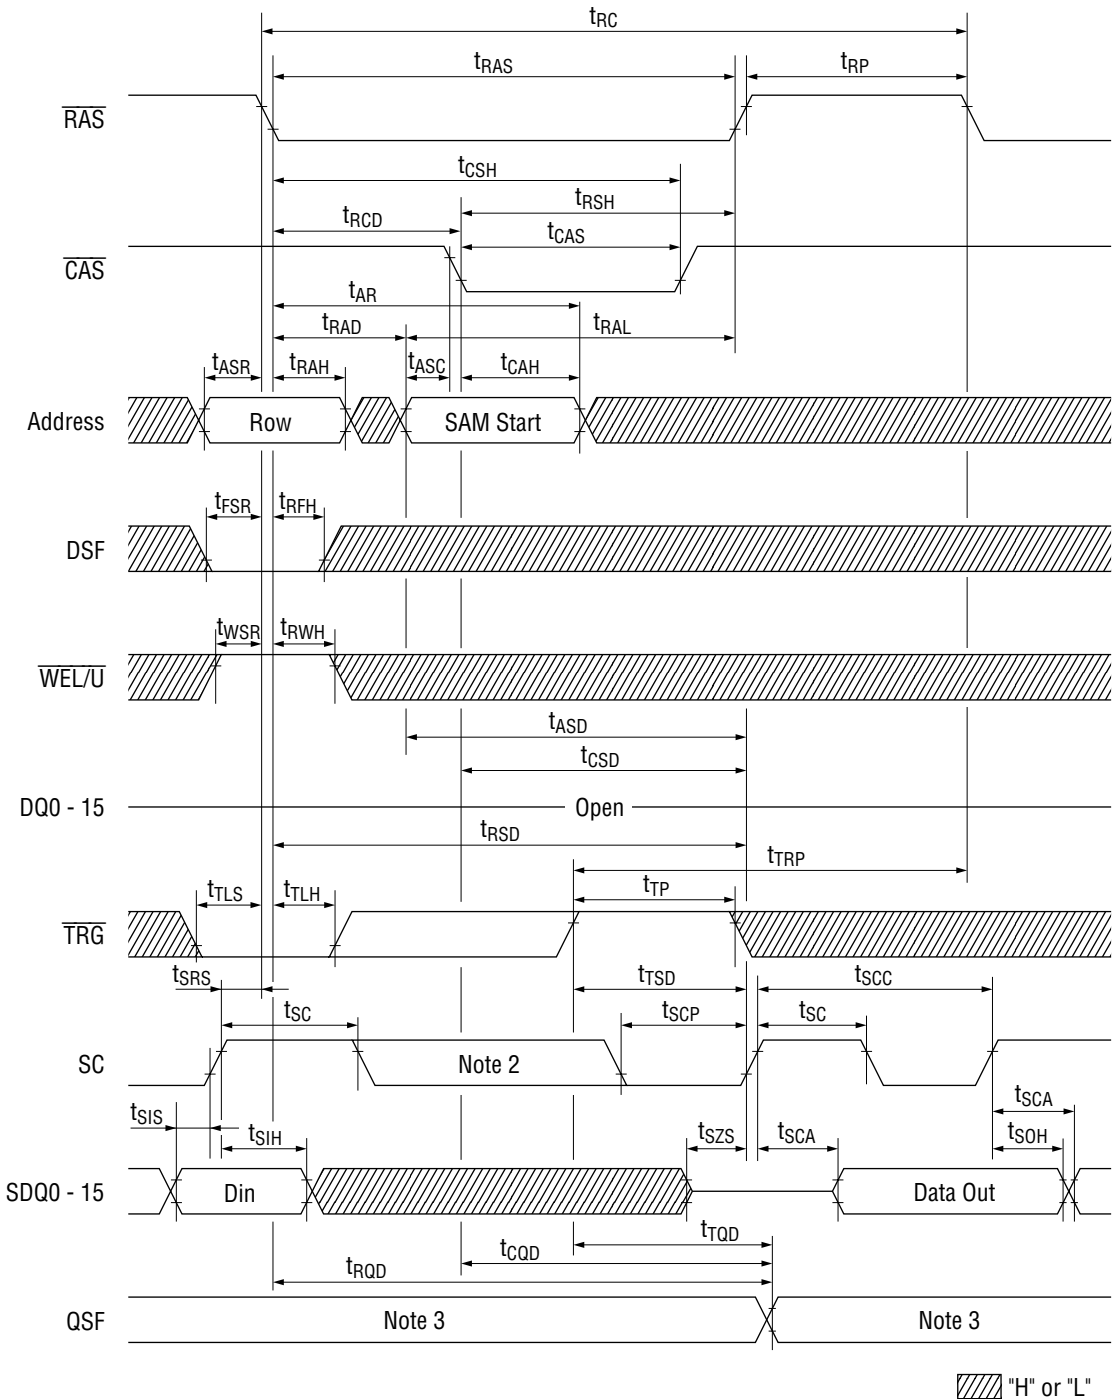 tRC
tRAS
tRP
RAS
tCSH
tRSH
tRCD
tCAS
CAS
tAR
tRAD
tRAL
tASR
tRAH
tASC
tCAH
Address
Row
SAM Start
tFSR
tRFH
DSF
tWSR
tRWH
WEL/U
tASD
tCSD
DQ0 - 15
Open
tRSD
tTRP
tTLS
tTLH
tTP
TRG
tSRS
tTSD
tSCC
tSC
tSCP
tSC
SC
Note 2
tSIS
tSCA
tSIH
tSZS
tSCA
tSOH
SDQ0 - 15
Din
Data Out
tTQD
tCQD
tRQD
QSF
Note 3
Note 3
"H" or "L"